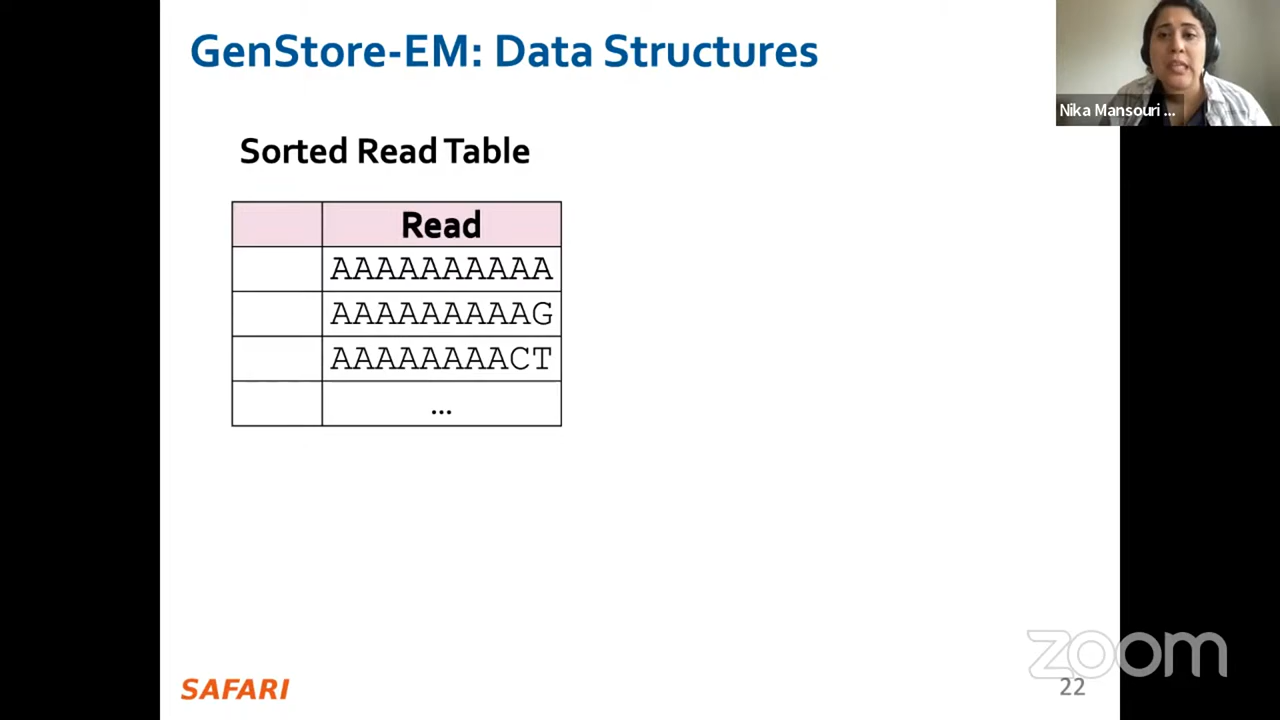 GenStore-EM: Data Structures
Nika Mansouri ...
Sorted Read Table
Read
AAAAAAAAAA
AAAAAAAAAG
AAAAAAAACT
...
zoom
SAFARI
22